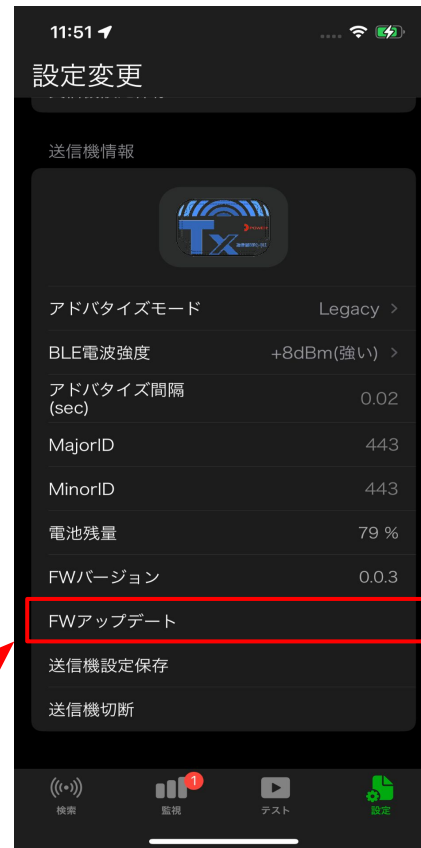 11:51
設定変更
送信機情報
Tx
アドバタイズモード Legacy >
BLE電波強度 +8dBm(強い) >
アドバタイズ間隔
(sec) 0.02
MajorID 443
MinorID 443
電池残量 79 %
FWバージョン 0.0.3
FWアップデート
送信機設定保存
送信機切断
1
検索 監視 テスト 設定